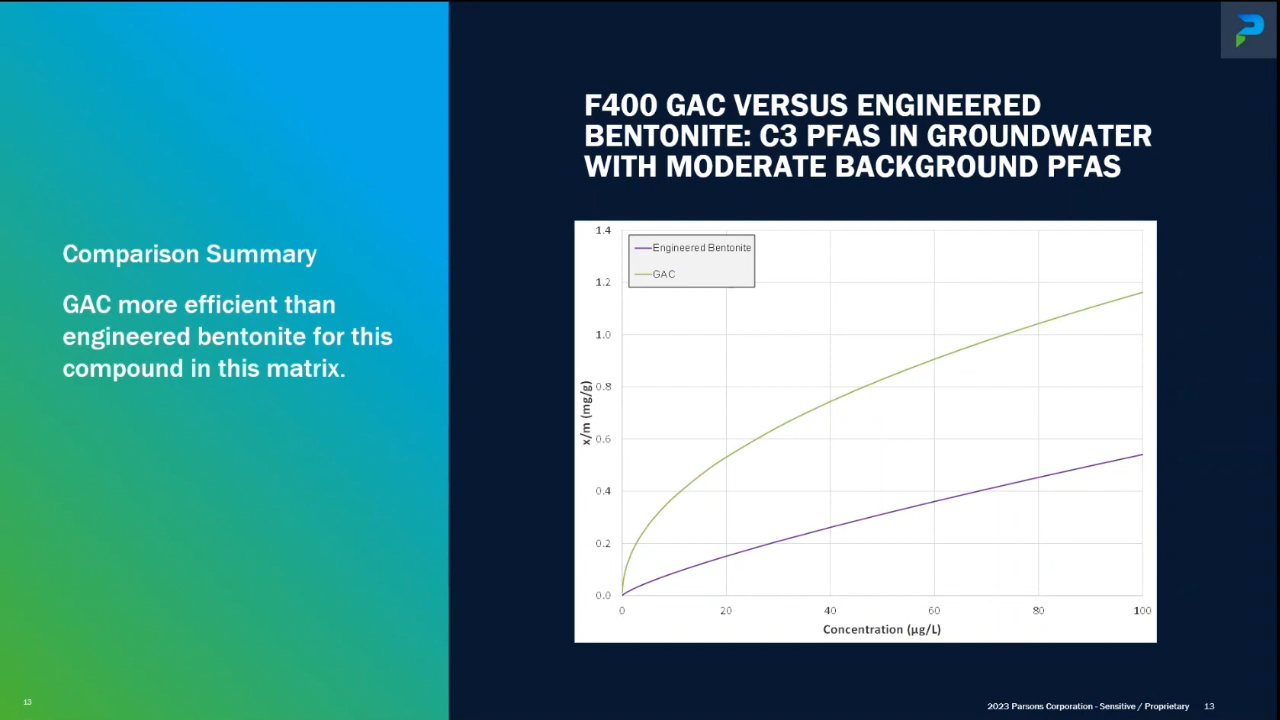 F400 GAC VERSUS ENGINEERED
BENTONITE: C3 PFAS IN GROUNDWATER
WITH MODERATE BACKGROUND PFAS
Comparison Summary
GAC more efficient than
engineered bentonite for this
compound in this matrix.
1.4
1.2
1.0
0.8
0.6
0.4
0.2
0.0
x/m (mg/g)
Engineered Bentonite
GAC
0 20 40 60 80 100
Concentration (µg/L)
13
2023 Parsons Corporation - Sensitive / Proprietary 13